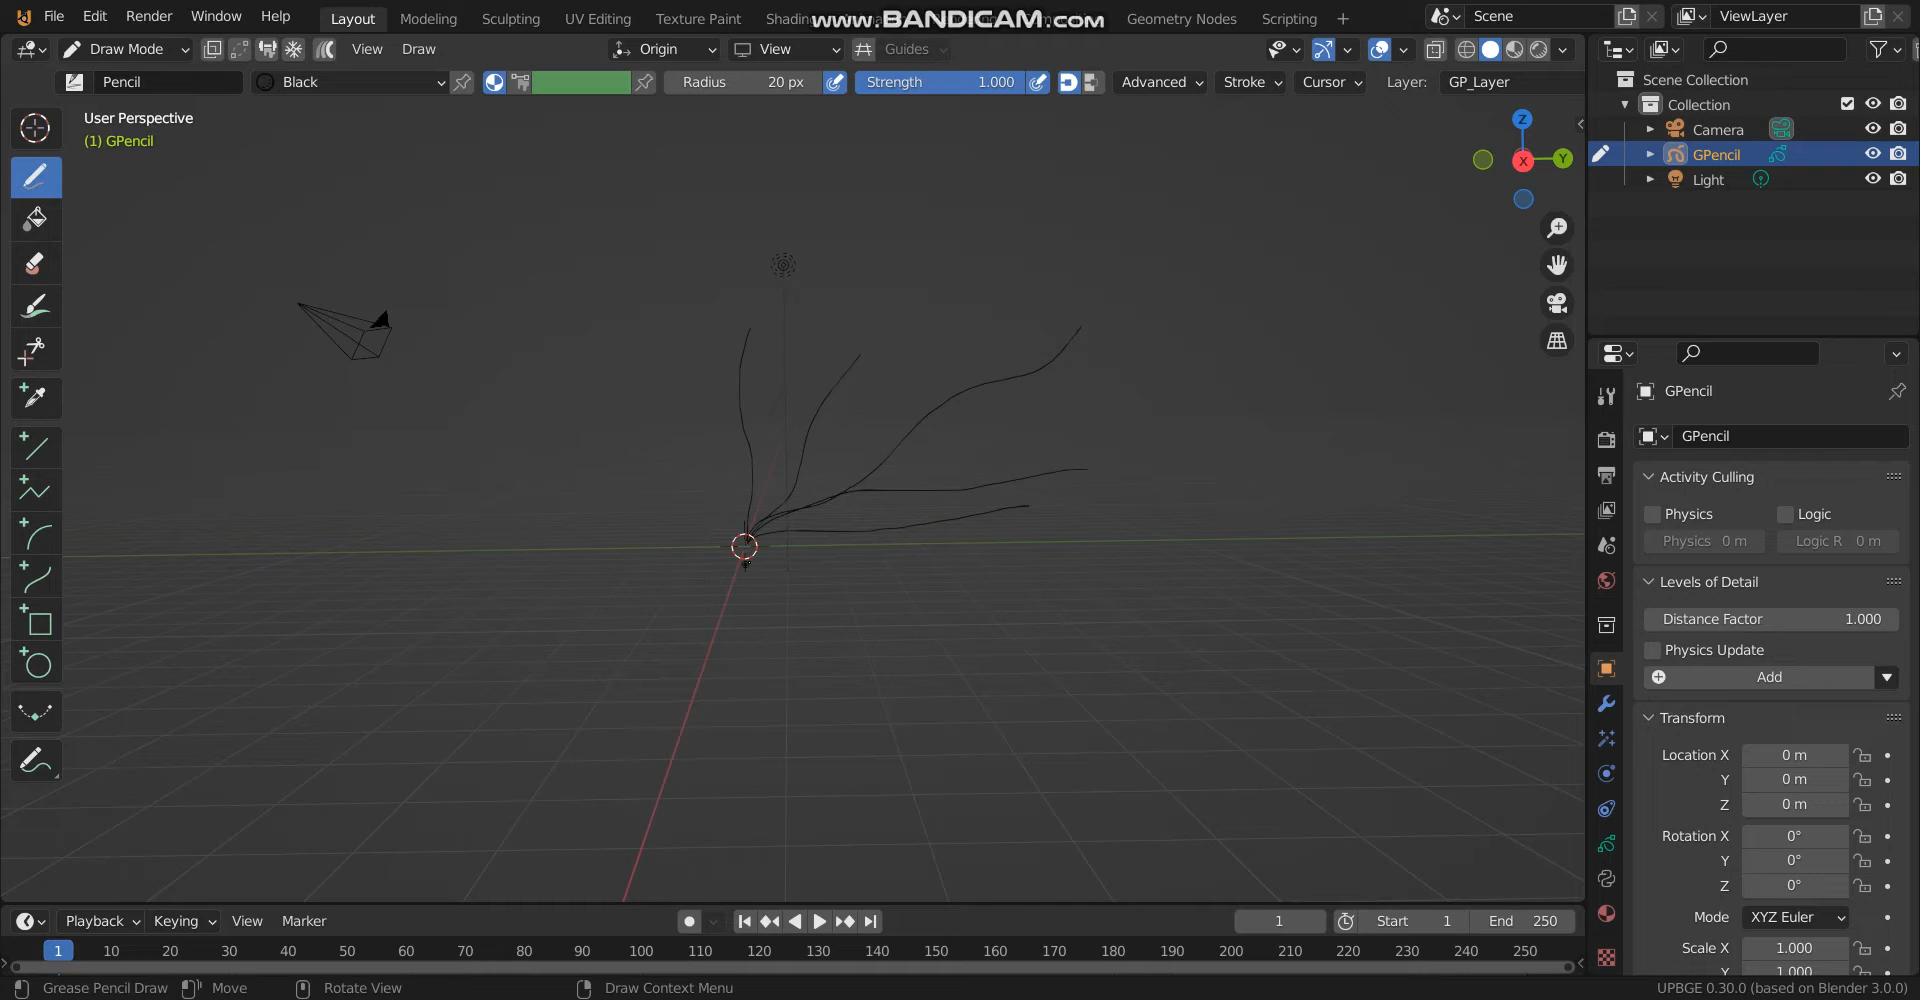 File Edit Render Window Help Layout Modeling Sculpting UV Editing Texture Paint Geometry Nodes Scripting + Scene ViewLayer
www.BANDICAM.com
Draw Mode View Draw Origin View Guides
Pencil Black Radius 20 px Strength 1.000 Advanced Stroke Cursor Layer: GP_Layer
Scene Collection
Collection
Camera
GPencil
Light
User Perspective
(1) GPencil
Z
X
Y
GPencil
GPencil
Activity Culling
Physics Logic
Physics 0 m Logic R 0 m
Levels of Detail
Distance Factor 1.000
Physics Update
Add
Transform
Location X 0 m
Y 0 m
Z 0 m
Rotation X 0°
Y 0°
Z 0°
Mode XYZ Euler
Scale X 1.000
Y 1.000
Playback Keying View Marker 1 Start 1 End 250
1 10 20 30 40 50 60 70 80 90 100 110 120 130 140 150 160 170 180 190 200 210 220 230 240 250
Grease Pencil Draw Move Rotate View Draw Context Menu UPBGE 0.30.0 (based on Blender 3.0.0)